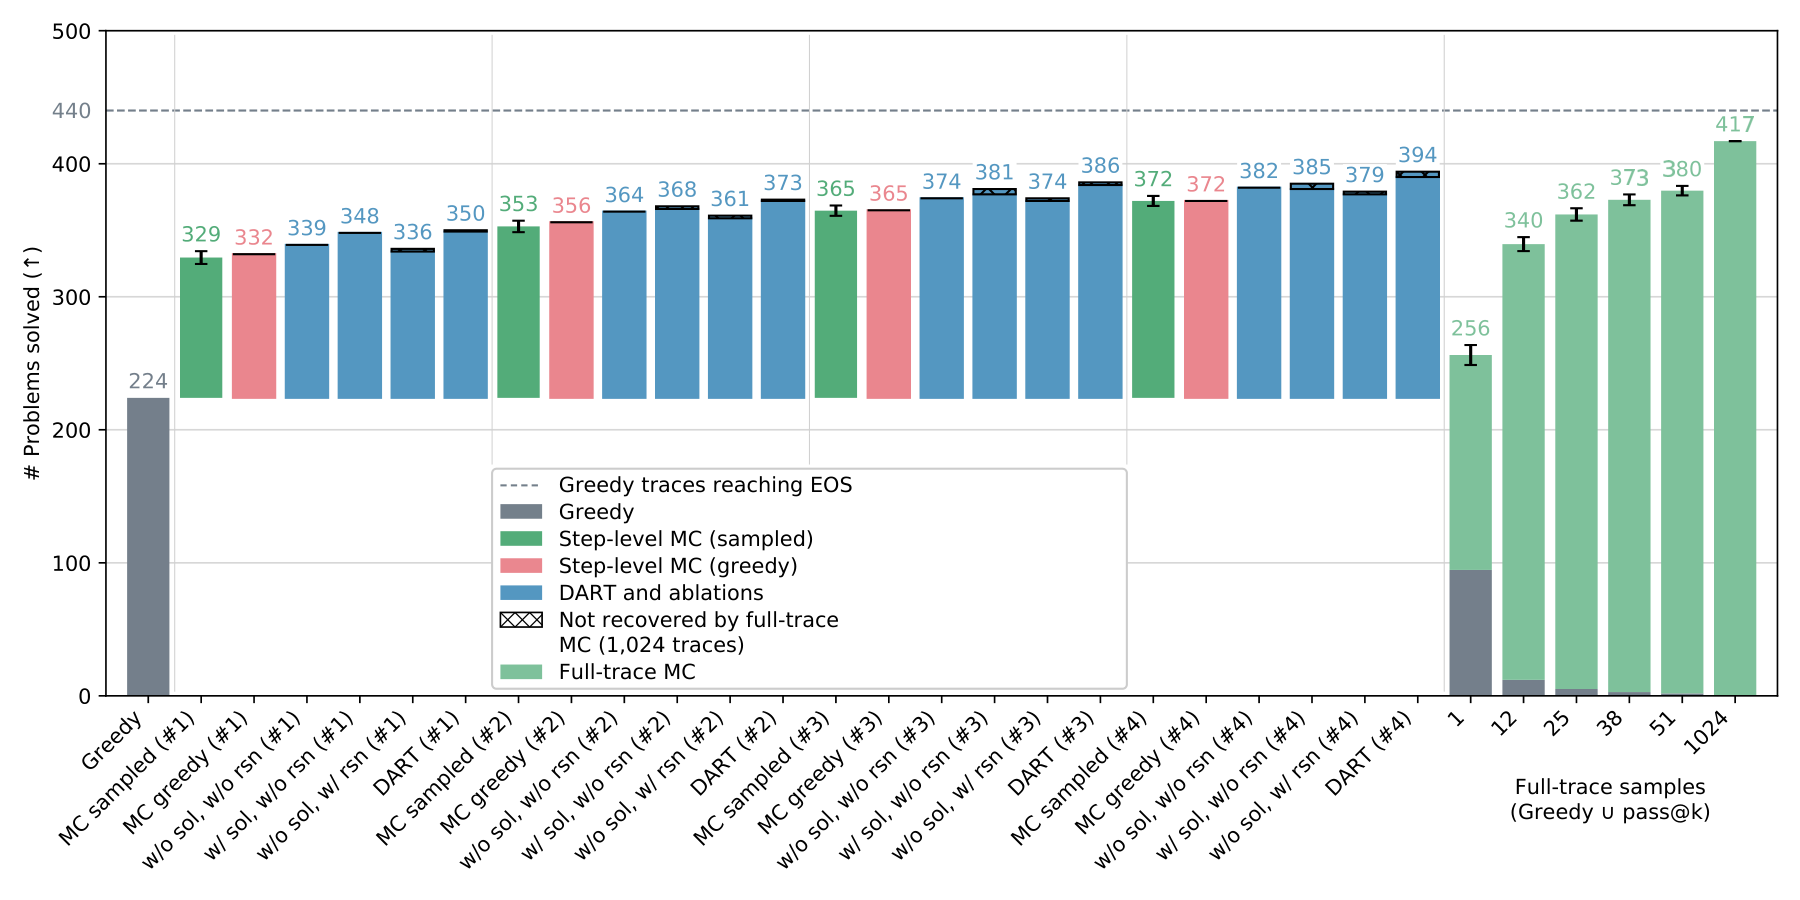 500
440
400
300
200
100
0
# Problems solved (↑)
224
329
332
339
348
336
350
353
356
364
368
361
373
365
365
374
381
374
386
372
372
382
385
379
394
256
340
362
373
380
417
Greedy traces reaching EOS
Greedy
Step-level MC (sampled)
Step-level MC (greedy)
DART and ablations
Not recovered by full-trace
MC (1,024 traces)
Full-trace MC
Greedy
MC sampled (#1)
MC greedy (#1)
w/o sol, w/o rsn (#1)
w/ sol, w/o rsn (#1)
w/o sol, w/ rsn (#1)
DART (#1)
MC sampled (#2)
MC greedy (#2)
w/o sol, w/o rsn (#2)
w/ sol, w/o rsn (#2)
w/o sol, w/ rsn (#2)
DART (#2)
MC sampled (#3)
MC greedy (#3)
w/o sol, w/o rsn (#3)
w/ sol, w/o rsn (#3)
w/o sol, w/ rsn (#3)
DART (#3)
MC sampled (#4)
MC greedy (#4)
w/o sol, w/o rsn (#4)
w/ sol, w/o rsn (#4)
w/o sol, w/ rsn (#4)
DART (#4)
1
12
25
38
51
1024
Full-trace samples
(Greedy ∪ pass@k)